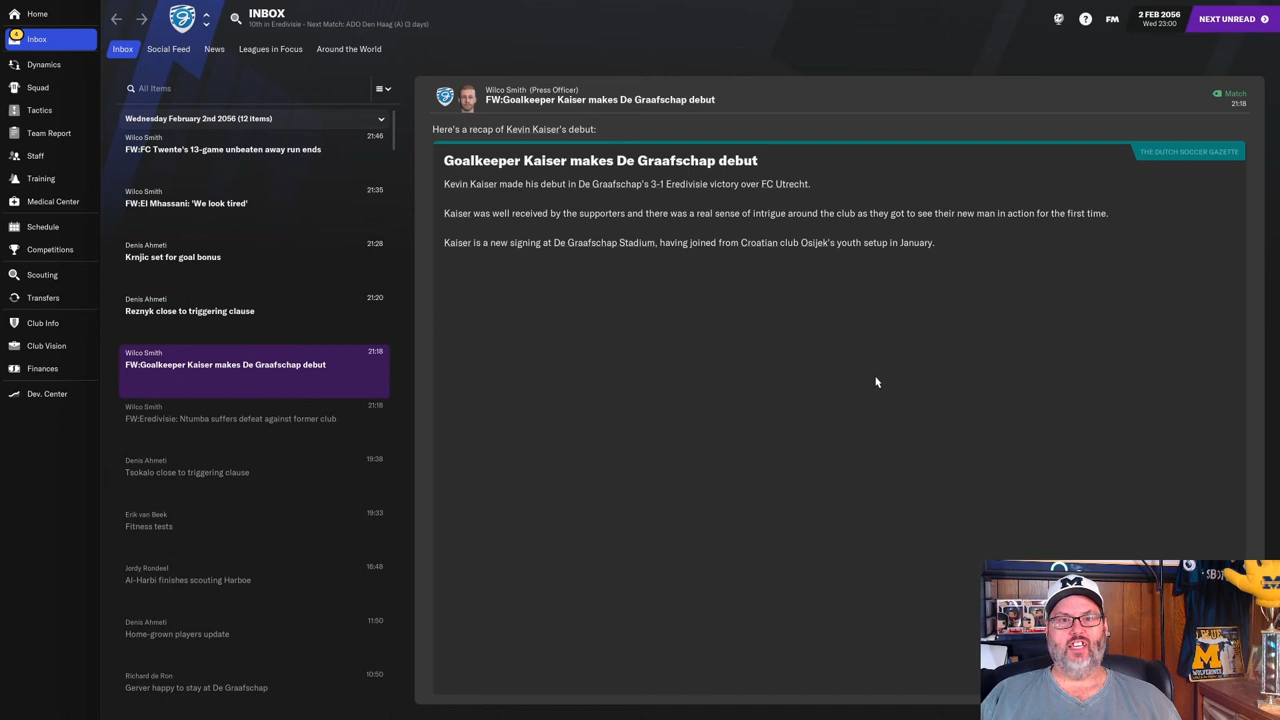 Home
INBOX
10th in Eredivisie - Next Match: ADO Den Haag (A) (3 days)
FM
2 FEB 2056
Wed 23:00
NEXT UNREAD
4
Inbox
Dynamics
Squad
Tactics
Team Report
Staff
Training
Medical Center
Schedule
Competitions
Scouting
Transfers
Club Info
Club Vision
Finances
Dev. Center
Inbox
Social Feed
News
Leagues in Focus
Around the World
All Items
Wednesday February 2nd 2056 (12 items)
Wilco Smith
21:46
FW:FC Twente's 13-game unbeaten away run ends
Wilco Smith
21:35
FW:El Mhassani: 'We look tired'
Denis Ahmeti
21:28
Krnjic set for goal bonus
Denis Ahmeti
21:20
Reznyk close to triggering clause
Wilco Smith
21:18
FW:Goalkeeper Kaiser makes De Graafschap debut
Wilco Smith
21:18
FW:Eredivisie: Ntumba suffers defeat against former club
Denis Ahmeti
19:38
Tsokalo close to triggering clause
Erik van Beek
19:33
Fitness tests
Jordy Rondeel
16:48
Al-Harbi finishes scouting Harboe
Denis Ahmeti
11:50
Home-grown players update
Richard de Ron
10:50
Gerver happy to stay at De Graafschap
Wilco Smith (Press Officer)
FW:Goalkeeper Kaiser makes De Graafschap debut
Match
21:18
Here's a recap of Kevin Kaiser's debut:
THE DUTCH SOCCER GAZETTE
Goalkeeper Kaiser makes De Graafschap debut
Kevin Kaiser made his debut in De Graafschap's 3-1 Eredivisie victory over FC Utrecht.
Kaiser was well received by the supporters and there was a real sense of intrigue around the club as they got to see their new man in action for the first time.
Kaiser is a new signing at De Graafschap Stadium, having joined from Croatian club Osijek's youth setup in January.
M
BLUE
M
WOLVERINES